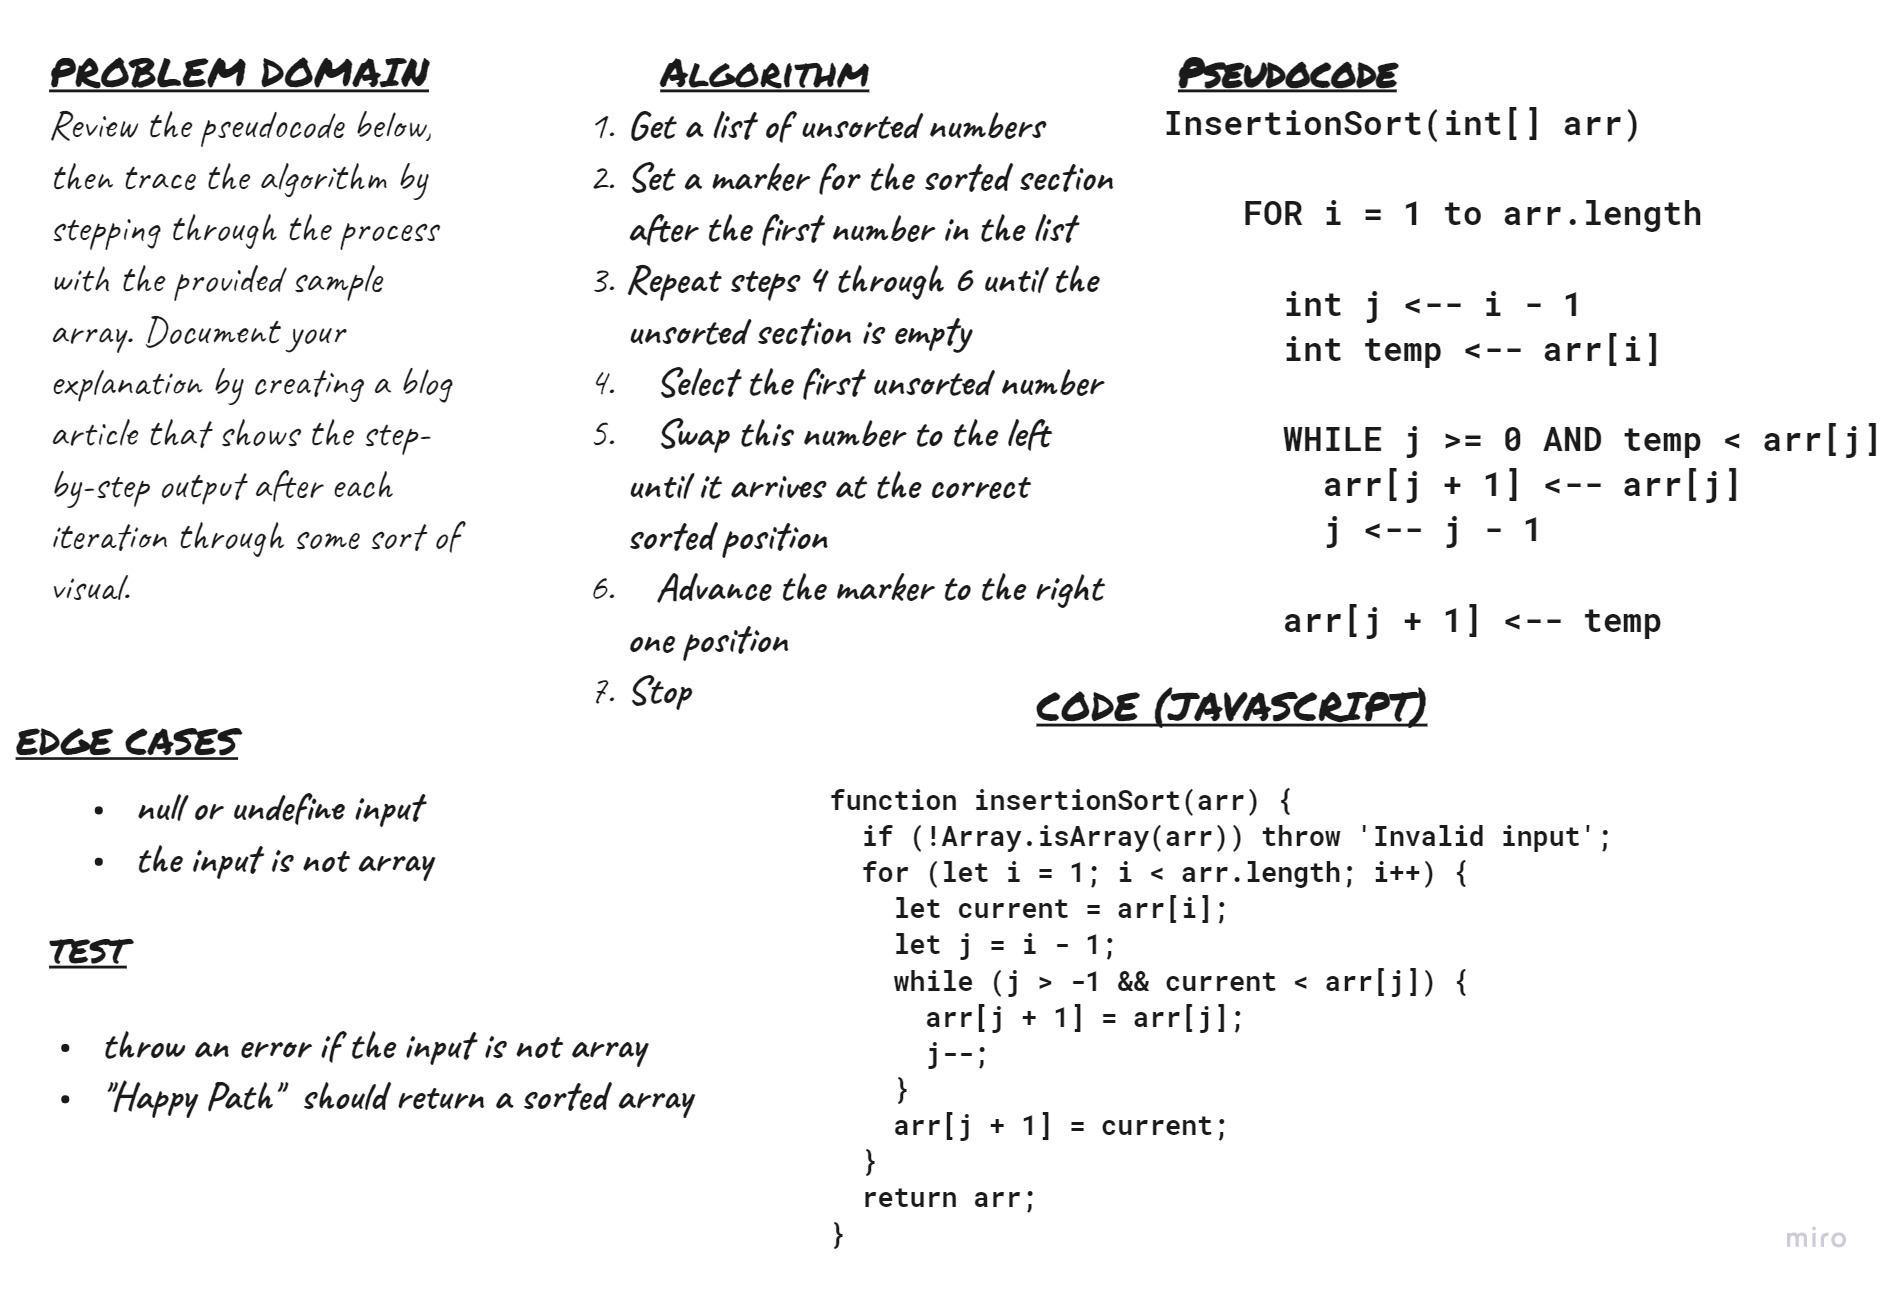 PROBLEM DOMAIN
Review the pseudocode below,
then trace the algorithm by
stepping through the process
with the provided sample
array. Document your
explanation by creating a blog
article that shows the step-
by-step output after each
iteration through some sort of
visual.
ALGORITHM
1. Get a list of unsorted numbers
2. Set a marker for the sorted section
after the first number in the list
3. Repeat steps 4 through 6 until the
unsorted section is empty
4. Select the first unsorted number
5. Swap this number to the left
until it arrives at the correct
sorted position
6. Advance the marker to the right
one position
7. Stop
PSEUDOCODE
InsertionSort(int[] arr)
FOR i = 1 to arr.length
int j <-- i - 1
int temp <-- arr[i]
WHILE j >= 0 AND temp < arr[j]
arr[j + 1] <-- arr[j]
j <-- j - 1
arr[j + 1] <-- temp
EDGE CASES
• null or undefine input
• the input is not array
TEST
• throw an error if the input is not array
• "Happy Path" should return a sorted array
CODE (JAVASCRIPT)
function insertionSort(arr) {
if (!Array.isArray(arr)) throw 'Invalid input';
for (let i = 1; i < arr.length; i++) {
let current = arr[i];
let j = i - 1;
while (j > -1 && current < arr[j]) {
arr[j + 1] = arr[j];
j--;
}
arr[j + 1] = current;
}
return arr;
}
miro